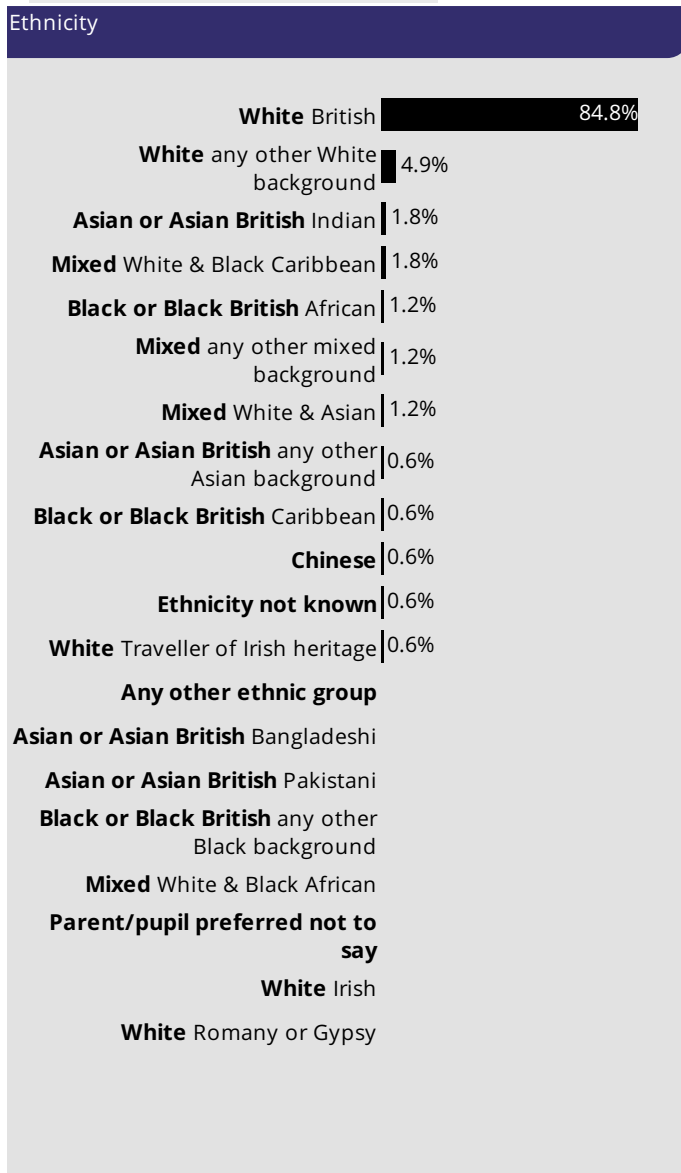 Ethnicity
White British 84.8%
White any other White
background 4.9%
Asian or Asian British Indian 1.8%
Mixed White & Black Caribbean 1.8%
Black or Black British African 1.2%
Mixed any other mixed
background 1.2%
Mixed White & Asian 1.2%
Asian or Asian British any other
Asian background 0.6%
Black or Black British Caribbean 0.6%
Chinese 0.6%
Ethnicity not known 0.6%
White Traveller of Irish heritage 0.6%
Any other ethnic group
Asian or Asian British Bangladeshi
Asian or Asian British Pakistani
Black or Black British any other
Black background
Mixed White & Black African
Parent/pupil preferred not to
say
White Irish
White Romany or Gypsy